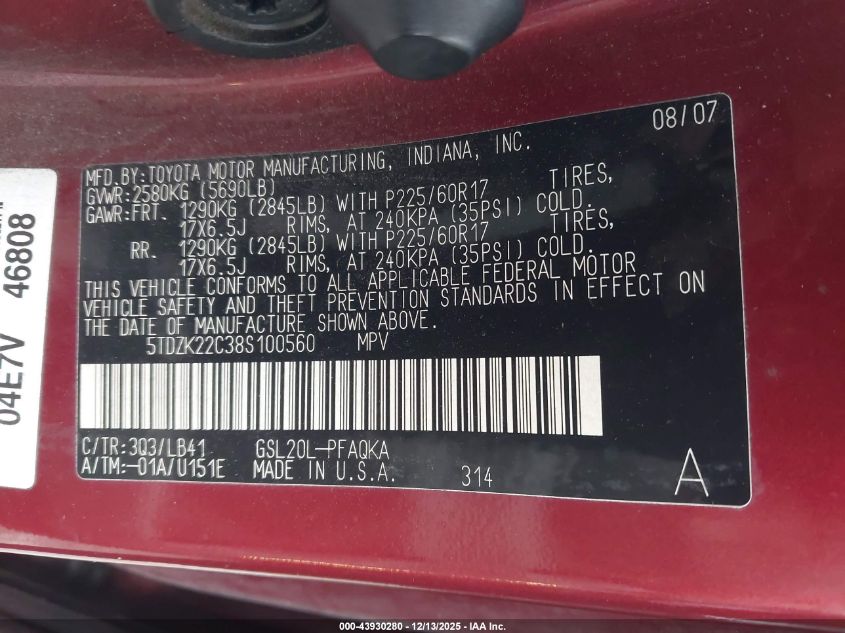 08/07
MFD.BY:TOYOTA MOTOR MANUFACTURING, INDIANA, INC.
GVWR:2580KG (5690LB)
GAWR:FRT. 1290KG (2845LB) WITH P225/60R17 TIRES,
17X6.5J RIMS, AT 240KPA (35PSI) COLD.
RR. 1290KG (2845LB) WITH P225/60R17 TIRES,
17X6.5J RIMS, AT 240KPA (35PSI) COLD.
THIS VEHICLE CONFORMS TO ALL APPLICABLE FEDERAL MOTOR
VEHICLE SAFETY AND THEFT PREVENTION STANDARDS IN EFFECT ON
THE DATE OF MANUFACTURE SHOWN ABOVE.
5TDZK22C38S100560 MPV
C/TR:3Q3/LB41 GSL20L-PFAQKA
A/TM:-01A/U151E MADE IN U.S.A. 314 A
04E7V 46808
000-43930280 - 12/13/2025 - IAA Inc.